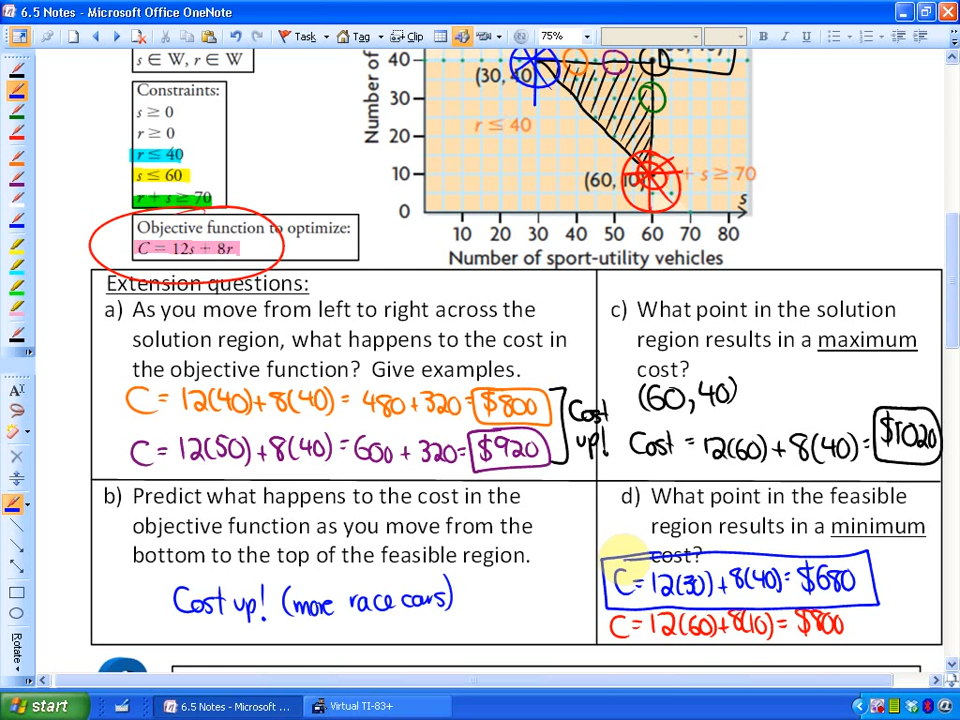 6.5 Notes - Microsoft Office OneNote
Task
Tag
Clip
75%
B I U
s ∈ W, r ∈ W
Constraints:
s ≥ 0
r ≥ 0
r ≤ 40
s ≤ 60
r + s ≥ 70
Objective function to optimize:
C = 12s + 8r
Number of
40
30
20
10
0
(30, 40)
r ≤ 40
(60, 10)
+ s ≥ 70
s
10 20 30 40 50 60 70 80
Number of sport-utility vehicles
Extension questions:
a) As you move from left to right across the
solution region, what happens to the cost in
the objective function? Give examples.
C = 12(40)+8(40) = 480+320= $800
C = 12(50)+8(40)=600 + 320= $920
Cost
up!
b) Predict what happens to the cost in the
objective function as you move from the
bottom to the top of the feasible region.
Cost up! (more race cars)
c) What point in the solution
region results in a maximum
cost?
(60,40)
Cost = 12(60) + 8(40)= $1020
d) What point in the feasible
region results in a minimum
cost?
C = 12(30)+8(40)= $680
C = 12(60)+8(10)= $800
A
Rotate
start
6.5 Notes - Microsoft ...
Virtual TI-83+